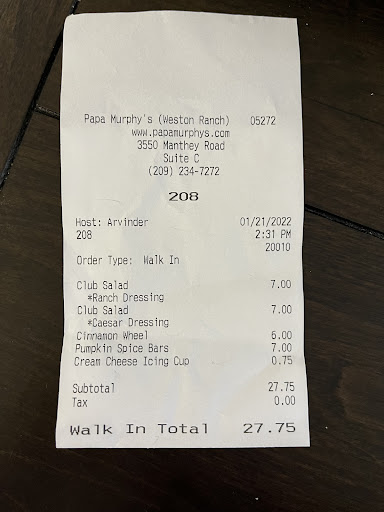 Papa Murphy's (Weston Ranch) 05272
www.papamurphys.com
3550 Manthey Road
Suite C
(209) 234-7272
208
Host: Arvinder 01/21/2022
208 2:31 PM
20010
Order Type: Walk In
Club Salad 7.00
*Ranch Dressing
Club Salad 7.00
*Caesar Dressing
Cinnamon Wheel 6.00
Pumpkin Spice Bars 7.00
Cream Cheese Icing Cup 0.75
Subtotal 27.75
Tax 0.00
Walk In Total 27.75